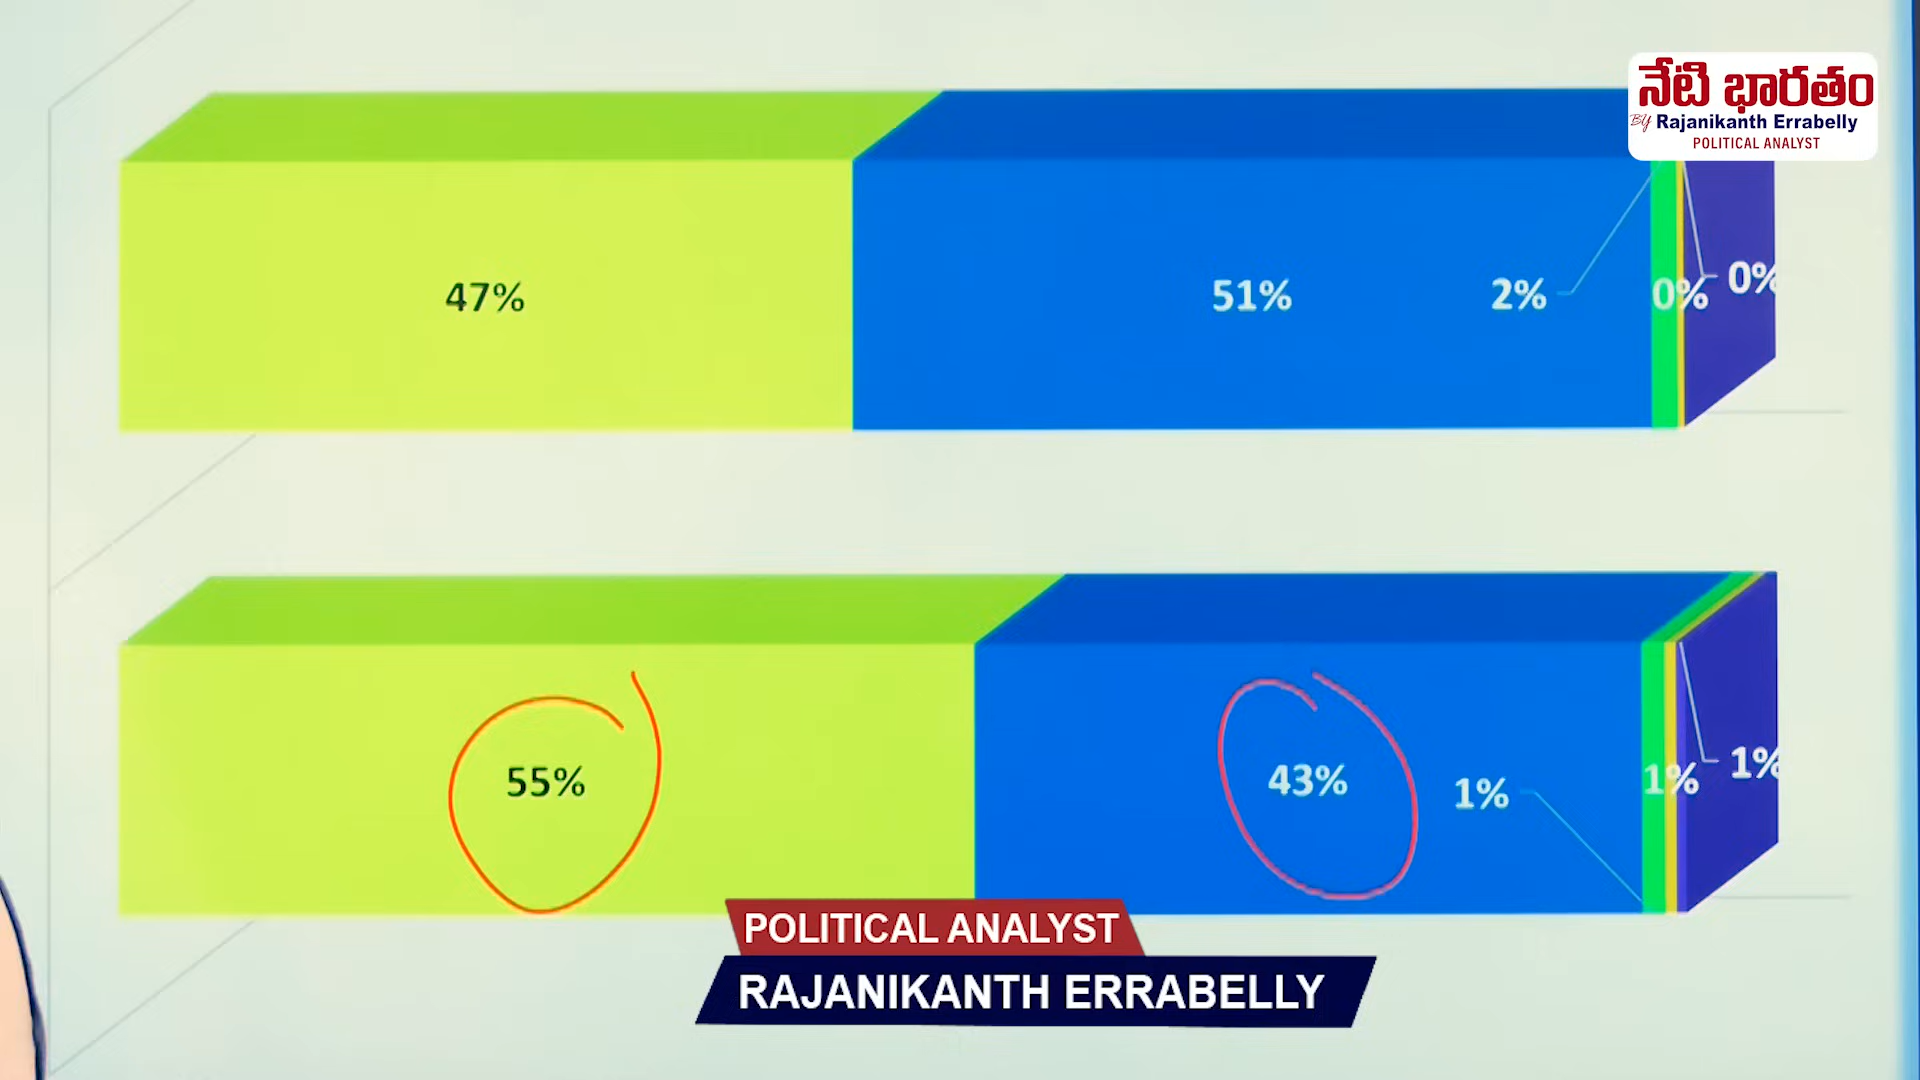 నేటి భారతం
BY Rajanikanth Errabelly
POLITICAL ANALYST
47%
51%
2%
0%
0%
55%
43%
1%
1%
1%
POLITICAL ANALYST
RAJANIKANTH ERRABELLY